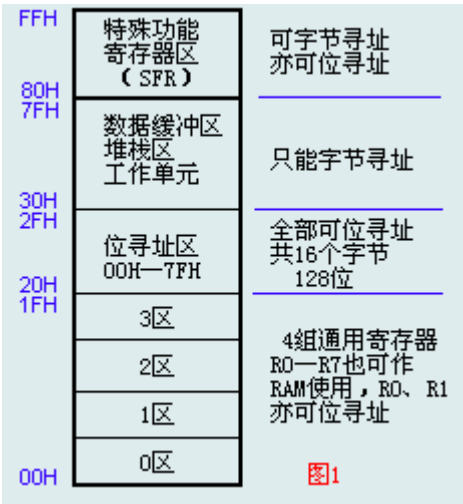 FFH
特殊功能
寄存器区
（SFR）
可字节寻址
亦可位寻址
80H
7FH
数据缓冲区
堆栈区
工作单元
只能字节寻址
30H
2FH
位寻址区
00H—7FH
全部可位寻址
共16个字节
128位
20H
1FH
3区
2区
1区
0区
4组通用寄存器
R0—R7也可作
RAM使用，R0、R1
亦可位寻址
00H
图1